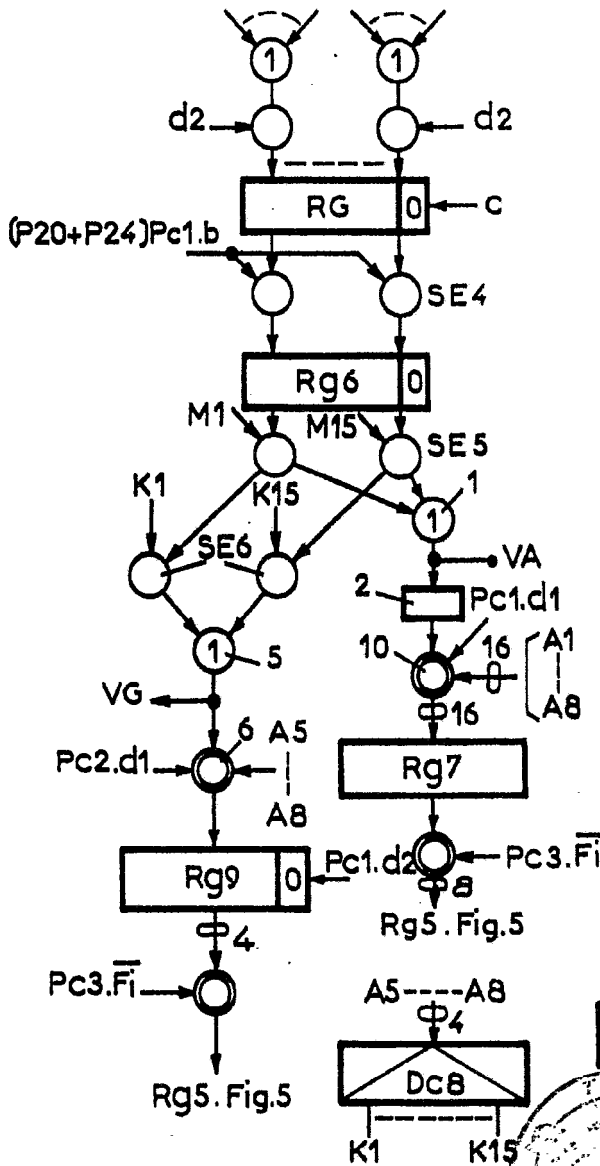 1 1
d2 d2
RG 0 c
(P20+P24)Pc1.b
SE4
Rg6 0
M1 M15 SE5
K1 K15 1
1
SE6 VA
2 Pc1.d1
1 5 10 16 A1
VG 16 A8
6 A5
Pc2.d1 Rg7
A8
Rg9 0 Pc1.d2 Pc3.F̅i̅
8
4 Rg5.Fig.5
Pc3.F̅i̅ A5----A8
4
Rg5.Fig.5 Dc8
K1 K15